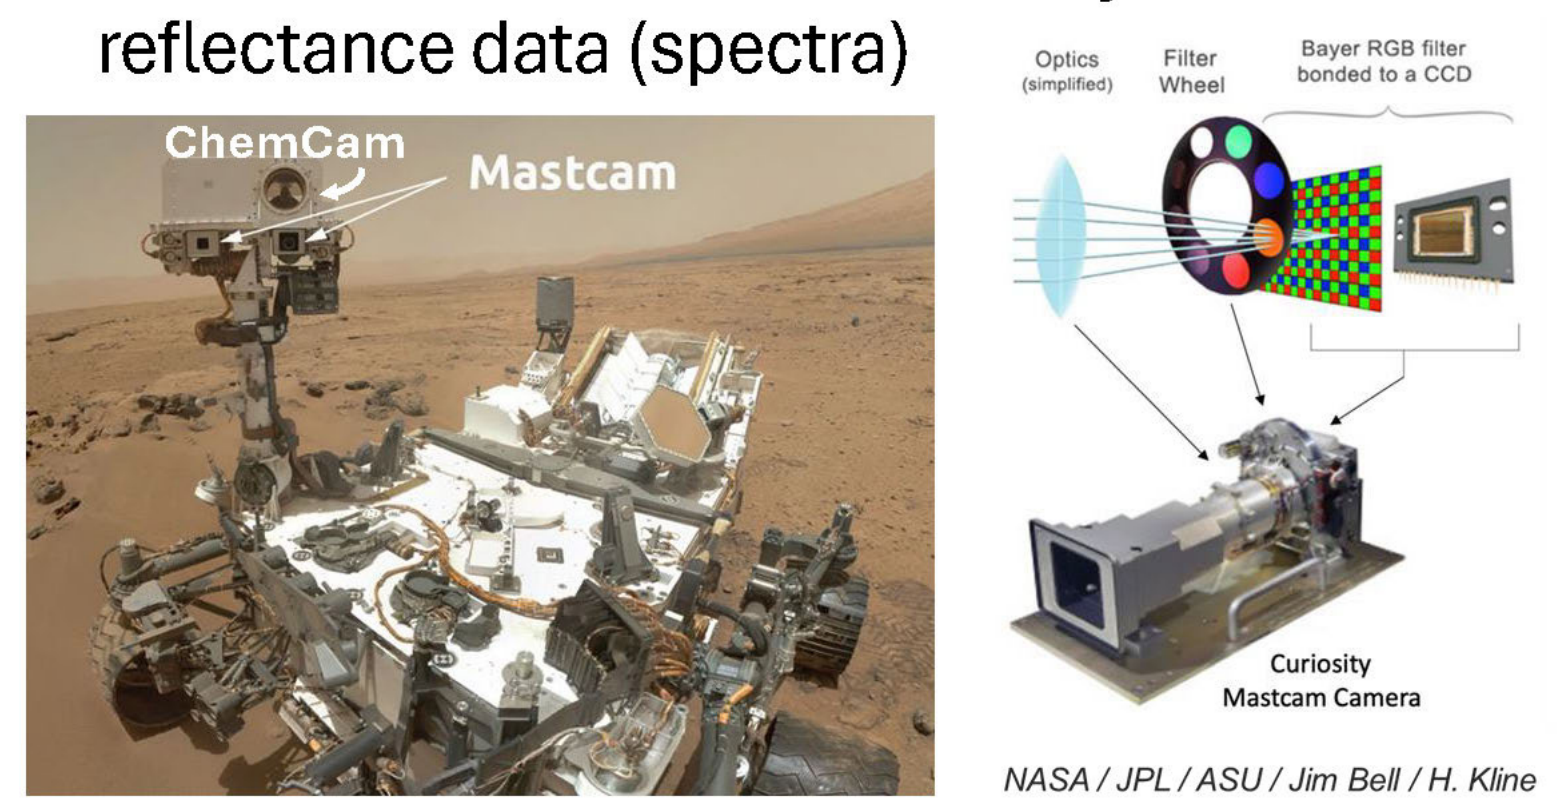 reflectance data (spectra)
ChemCam
Mastcam
Optics
(simplified)
Filter
Wheel
Bayer RGB filter
bonded to a CCD
Curiosity
Mastcam Camera
NASA / JPL / ASU / Jim Bell / H. Kline